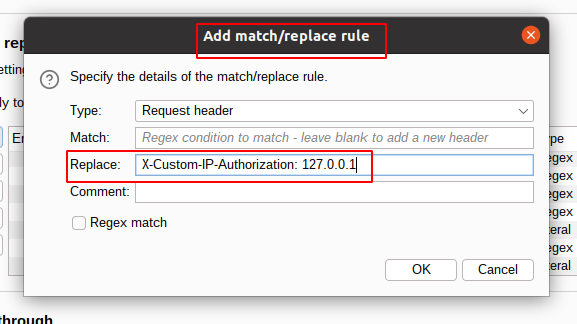 Add match/replace rule
rep
etting
Specify the details of the match/replace rule.
ly to
Type: Request header
En
Match: Regex condition to match - leave blank to add a new header
ype
Replace: X-Custom-IP-Authorization: 127.0.0.1
egex
egex
Comment:
egex
teral
Regex match
egex
teral
OK Cancel
through